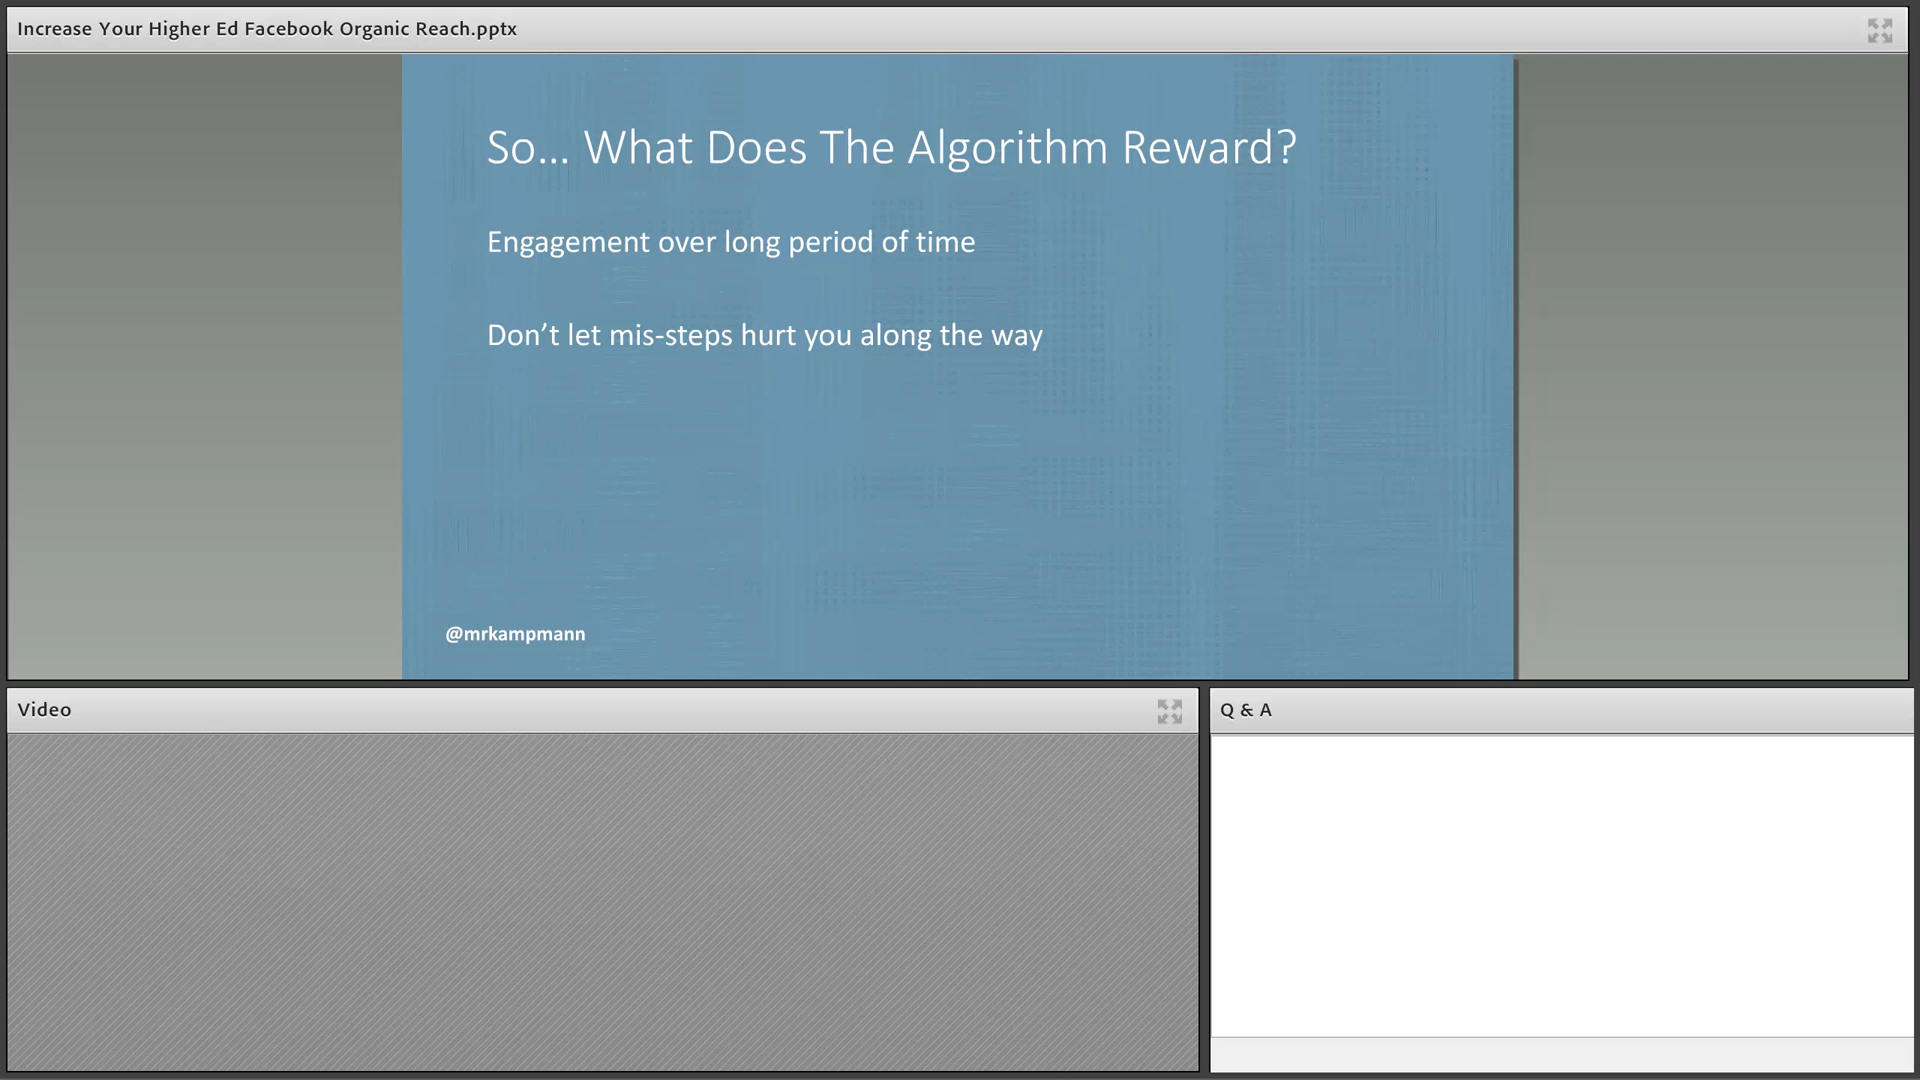 Increase Your Higher Ed Facebook Organic Reach.pptx
So... What Does The Algorithm Reward?
Engagement over long period of time
Don’t let mis-steps hurt you along the way
@mrkampmann
Video
Q & A